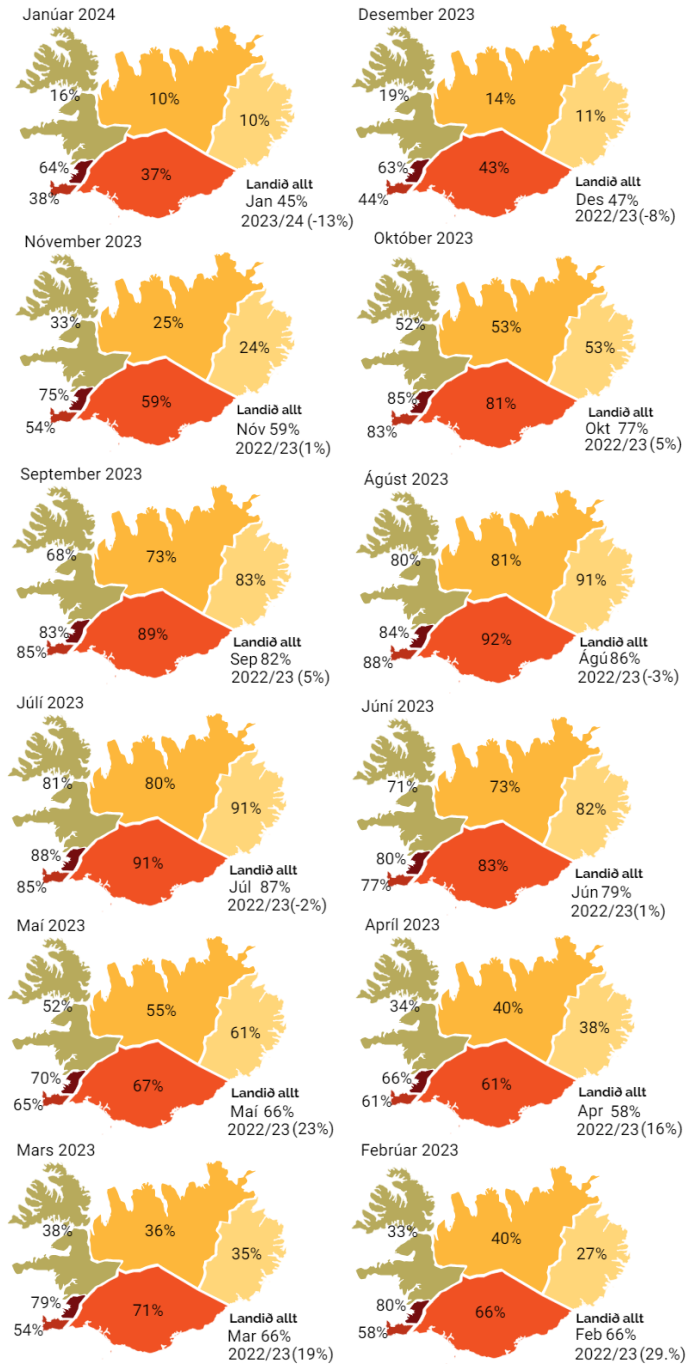 Janúar 2024
16%
10%
10%
64%
38%
37%
Landið allt
Jan 45%
2023/24 (-13%)
Desember 2023
19%
14%
11%
63%
44%
43%
Landið allt
Des 47%
2022/23(-8%)
Nóvember 2023
33%
25%
24%
75%
54%
59%
Landið allt
Nóv 59%
2022/23(1%)
Október 2023
52%
53%
53%
85%
83%
81%
Landið allt
Okt 77%
2022/23(5%)
September 2023
68%
73%
83%
83%
85%
89%
Landið allt
Sep 82%
2022/23 (5%)
Ágúst 2023
80%
81%
91%
84%
88%
92%
Landið allt
Ágú 86%
2022/23(-3%)
Júlí 2023
81%
80%
91%
88%
85%
91%
Landið allt
Júl 87%
2022/23(-2%)
Júní 2023
71%
73%
82%
80%
77%
83%
Landið allt
Jún 79%
2022/23(1%)
Maí 2023
52%
55%
61%
70%
65%
67%
Landið allt
Maí 66%
2022/23(23%)
Apríl 2023
34%
40%
38%
66%
61%
61%
Landið allt
Apr 58%
2022/23(16%)
Mars 2023
38%
36%
35%
79%
54%
71%
Landið allt
Mar 66%
2022/23(19%)
Febrúar 2023
33%
40%
27%
80%
58%
66%
Landið allt
Feb 66%
2022/23(29.%)